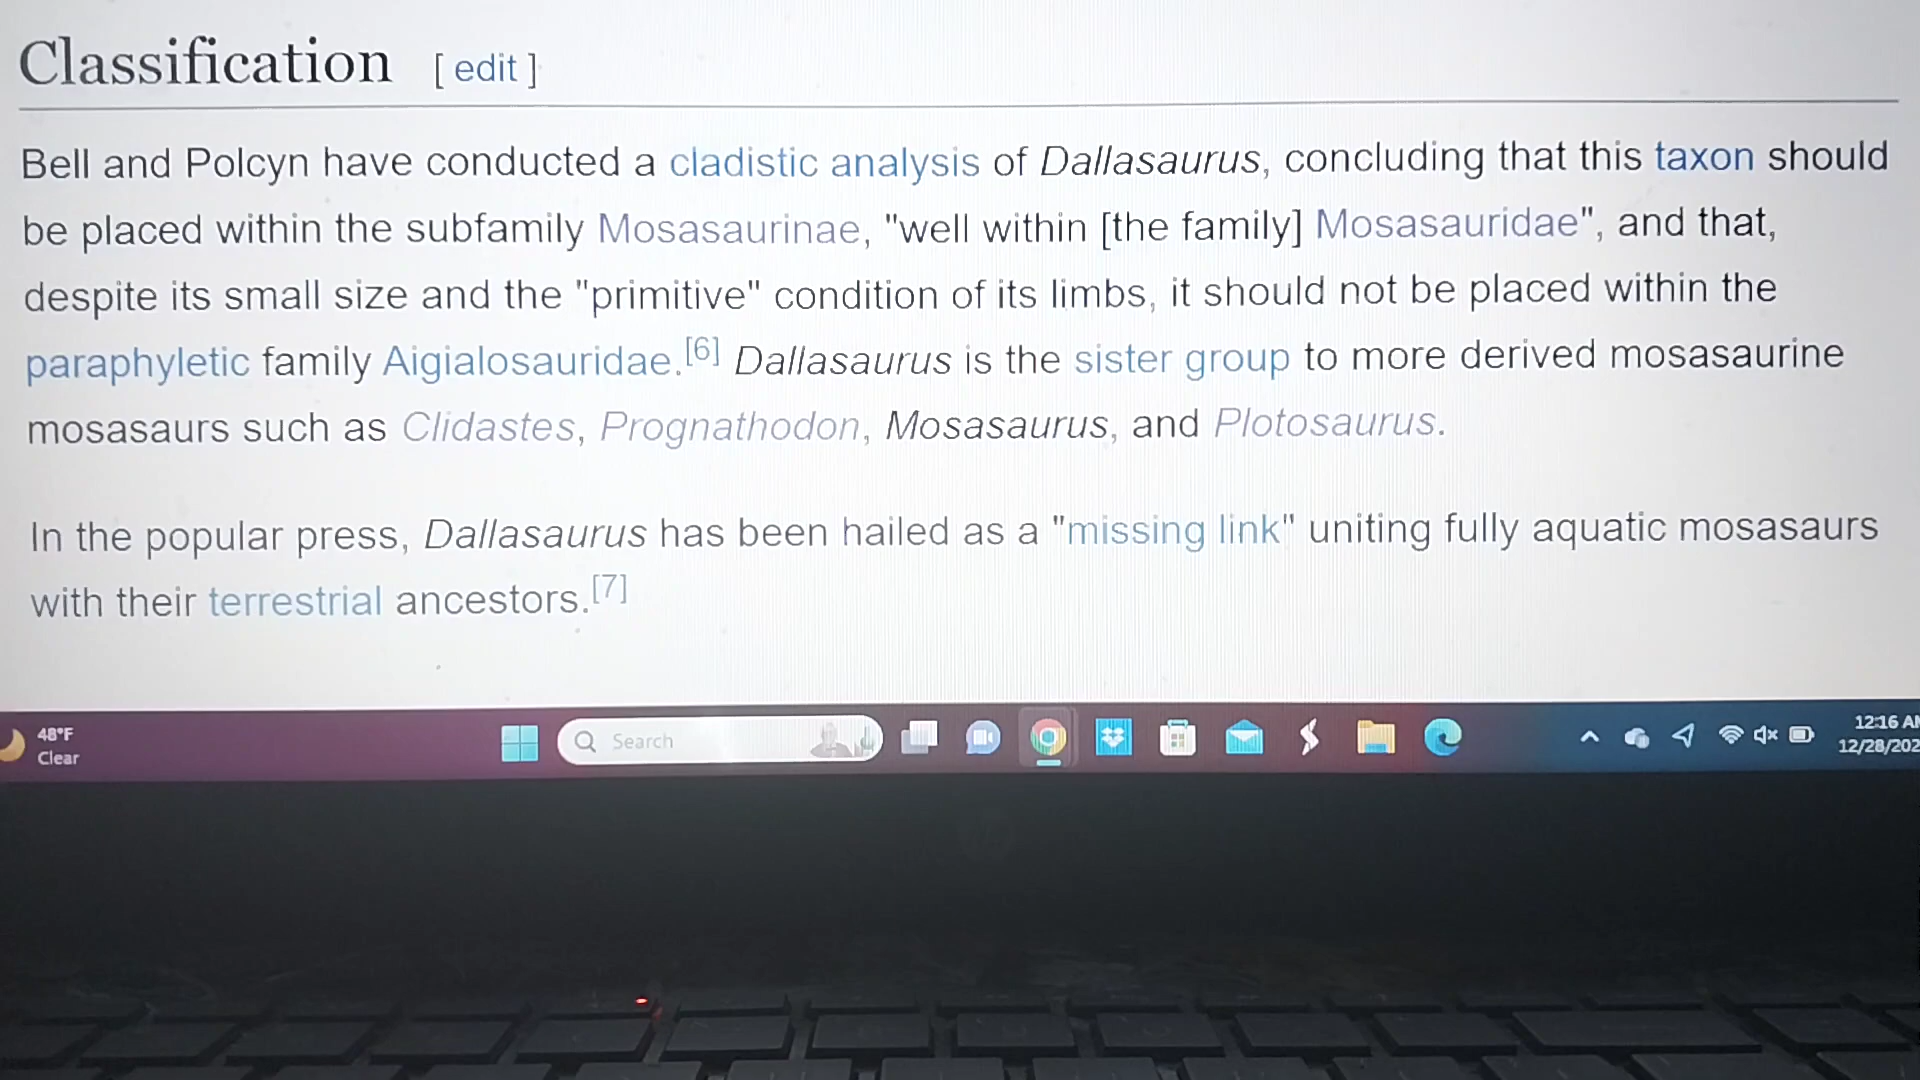 Classification [ edit ]
Bell and Polcyn have conducted a cladistic analysis of Dallasaurus, concluding that this taxon should
be placed within the subfamily Mosasaurinae, "well within [the family] Mosasauridae", and that,
despite its small size and the "primitive" condition of its limbs, it should not be placed within the
paraphyletic family Aigialosauridae.[6] Dallasaurus is the sister group to more derived mosasaurine
mosasaurs such as Clidastes, Prognathodon, Mosasaurus, and Plotosaurus.
In the popular press, Dallasaurus has been hailed as a "missing link" uniting fully aquatic mosasaurs
with their terrestrial ancestors.[7]
48°F
Clear
Search
12:16 AM
12/28/202